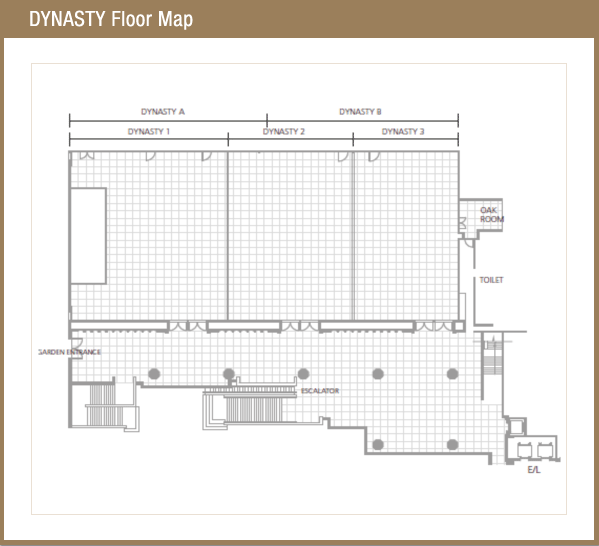 DYNASTY Floor Map
DYNASTY A
DYNASTY B
DYNASTY 1
DYNASTY 2
DYNASTY 3
OAK
ROOM
TOILET
GARDEN ENTRANCE
ESCALATOR
E/L